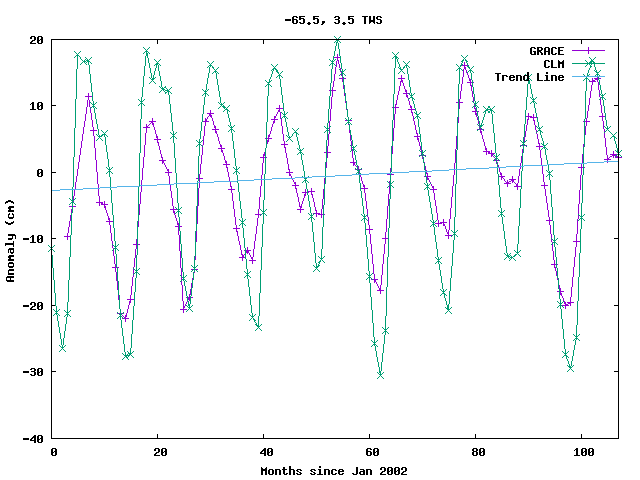 -65.5, 3.5 TWS
GRACE
CLM
Trend Line
20
10
0
-10
-20
-30
-40
Anomaly (cm)
0 20 40 60 80 100
Months since Jan 2002